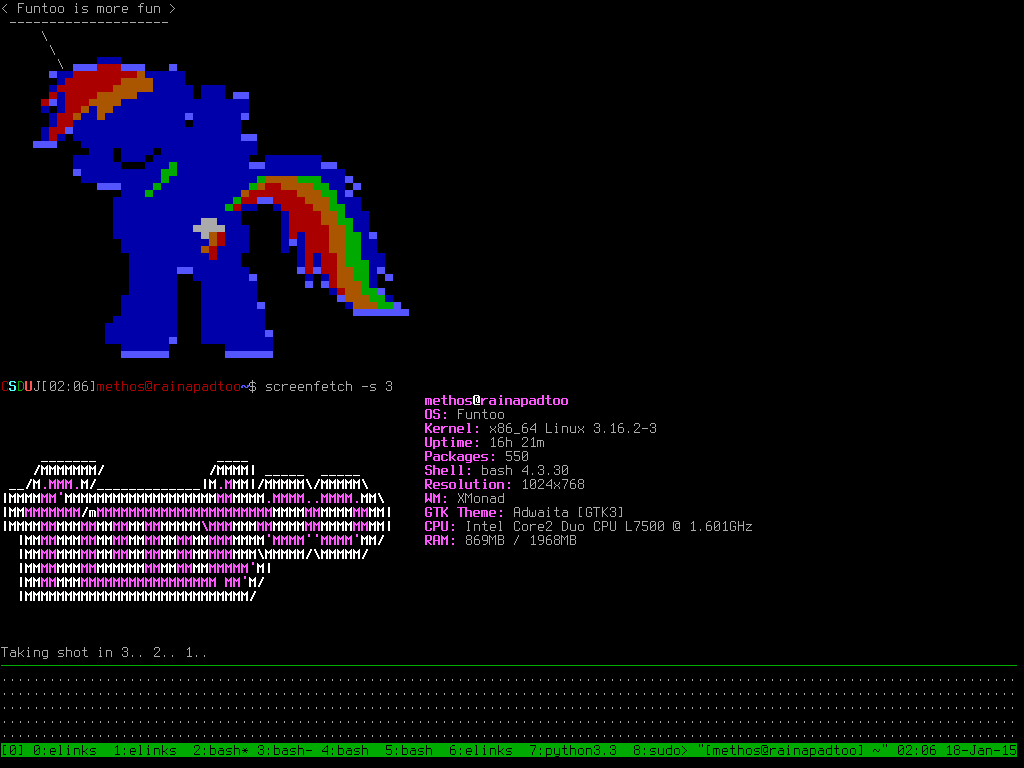 < Funtoo is more fun >
CSDUJ[02:06]methos@rainapadtoo~$ screenfetch -s 3
methos@rainapadtoo
OS: Funtoo
Kernel: x86_64 Linux 3.16.2-3
Uptime: 16h 21m
Packages: 550
Shell: bash 4.3.30
Resolution: 1024x768
WM: XMonad
GTK Theme: Adwaita [GTK3]
CPU: Intel Core2 Duo CPU L7500 @ 1.601GHz
RAM: 869MB / 1968MB
Taking shot in 3.. 2.. 1..
[0] 0:elinks 1:elinks 2:bash* 3:bash- 4:bash 5:bash 6:elinks 7:python3.3 8:sudo> "[methos@rainapadtoo] ~" 02:06 18-Jan-15